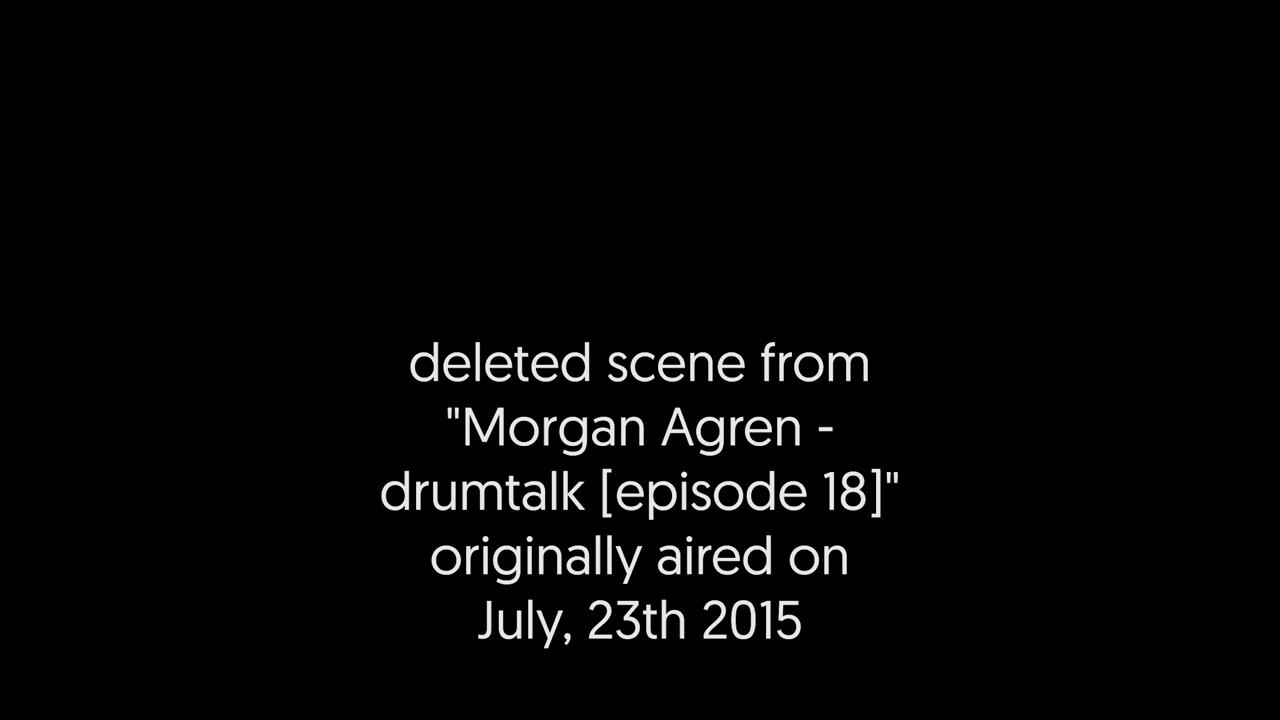 deleted scene from
"Morgan Agren -
drumtalk [episode 18]"
originally aired on
July, 23th 2015